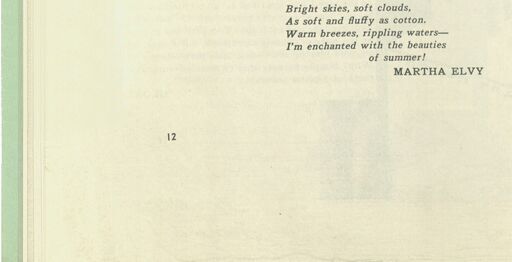 Bright skies, soft clouds,
As soft and fluffy as cotton.
Warm breezes, rippling waters—
I'm enchanted with the beauties
of summer!
MARTHA ELVY
12